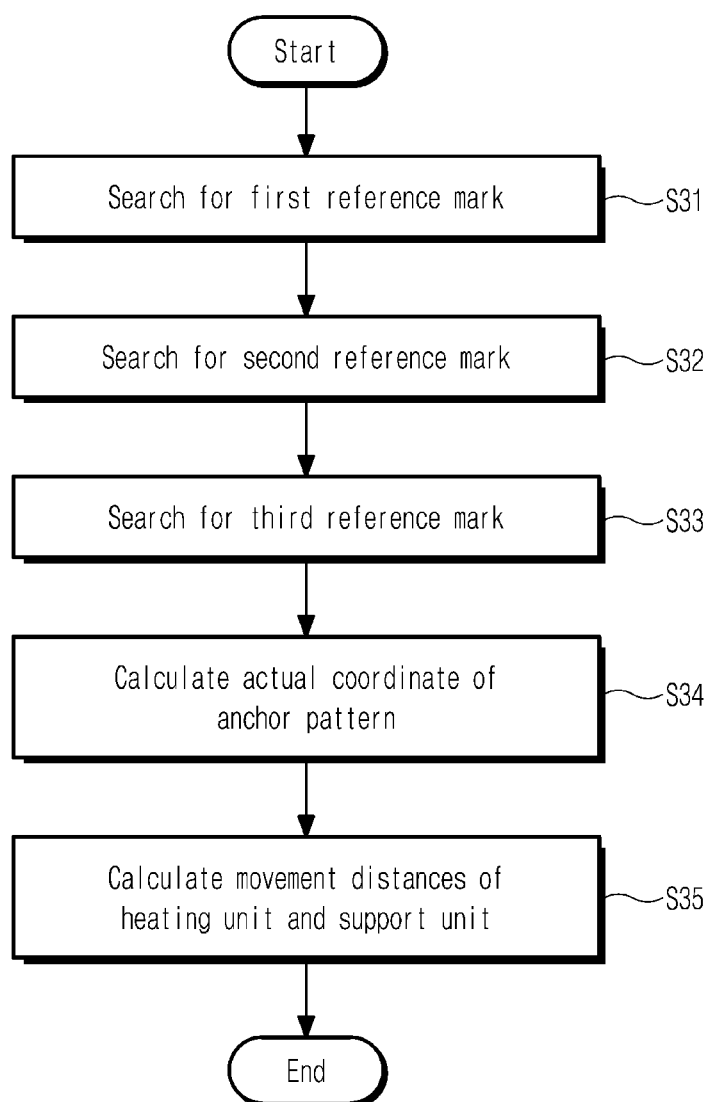 Start
Search for first reference mark
S31
Search for second reference mark
S32
Search for third reference mark
S33
Calculate actual coordinate of
anchor pattern
S34
Calculate movement distances of
heating unit and support unit
S35
End